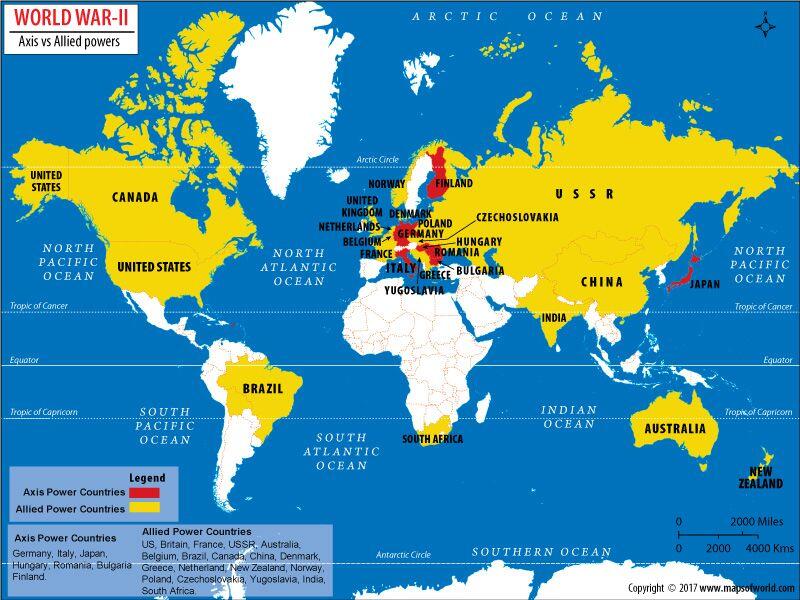 WORLD WAR-II
Axis vs Allied powers
ARCTIC OCEAN
Arctic Circle
UNITED
STATES
CANADA
NORWAY
FINLAND
USSR
UNITED
KINGDOM
DENMARK
NETHERLANDS
POLAND
CZECHOSLOVAKIA
GERMANY
BELGIUM
HUNGARY
FRANCE
ROMANIA
ITALY
GREECE
BULGARIA
YUGOSLAVIA
NORTH
PACIFIC
OCEAN
UNITED STATES
NORTH
ATLANTIC
OCEAN
CHINA
JAPAN
NORTH
PACIFIC
OCEAN
Tropic of Cancer
Tropic of Cancer
INDIA
Equator
Equator
BRAZIL
Tropic of Capricorn
Tropic of Capricorn
SOUTH
PACIFIC
OCEAN
SOUTH
ATLANTIC
OCEAN
SOUTH AFRICA
INDIAN
OCEAN
AUSTRALIA
NEW
ZEALAND
Legend
Axis Power Countries
Allied Power Countries
Axis Power Countries
Germany, Italy, Japan,
Hungary, Romania, Bulgaria
Finland.
Allied Power Countries
US, Britain, France, USSR, Australia,
Belgium, Brazil, Canada, China, Denmark,
Greece, Netherland, New Zealand, Norway,
Poland, Czechoslovakia, Yugoslavia, India,
South Africa.
Antarctic Circle
SOUTHERN OCEAN
0 2000 Miles
0 2000 4000 Kms
Copyright © 2017 www.mapsofworld.com